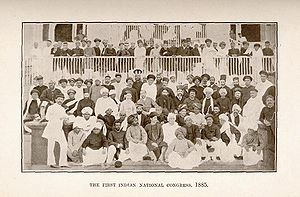 THE FIRST INDIAN NATIONAL CONGRESS, 1885.